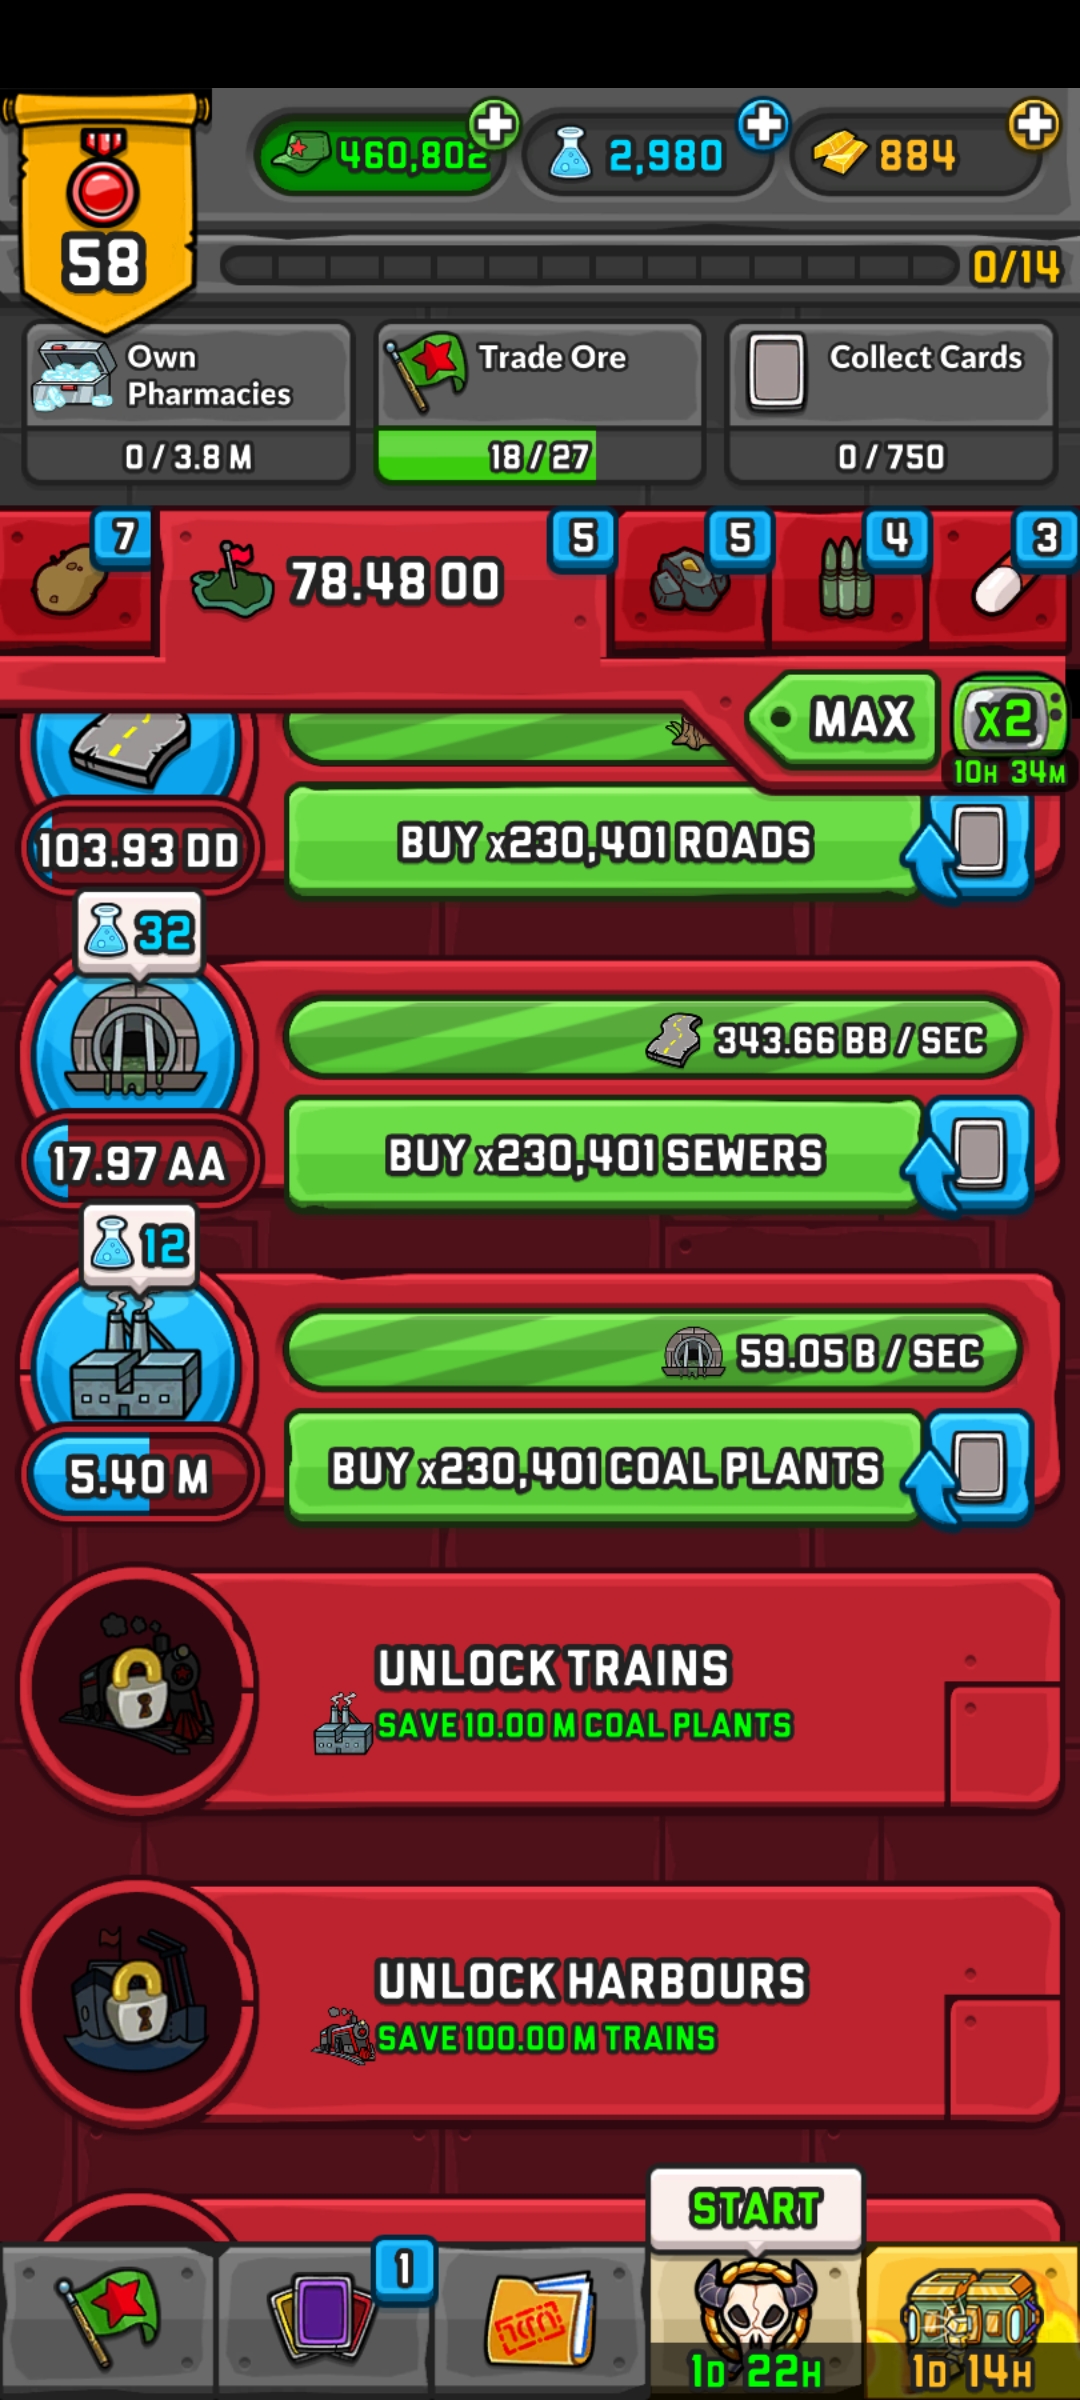 460,802
2,980
884
58
0/14
Own
Pharmacies
0 / 3.8 M
Trade Ore
18 / 27
Collect Cards
0 / 750
7
78.48 OO
5
5
4
3
MAX
x2
10H 34M
103.93 DD
BUY x230,401 ROADS
32
343.66 BB / SEC
17.97 AA
BUY x230,401 SEWERS
12
59.05 B / SEC
5.40 M
BUY x230,401 COAL PLANTS
UNLOCK TRAINS
SAVE 10.00 M COAL PLANTS
UNLOCK HARBOURS
SAVE 100.00 M TRAINS
START
1
1D 22H
1D 14H